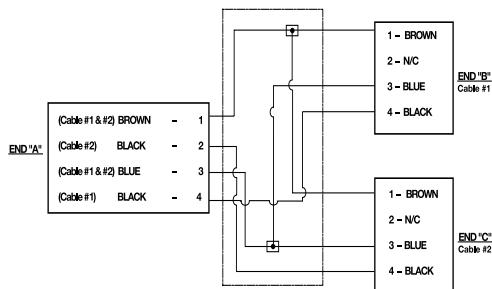 END "A"
(Cable #1 & #2) BROWN – 1
(Cable #2) BLACK – 2
(Cable #1 & #2) BLUE – 3
(Cable #1) BLACK – 4
1 – BROWN
2 – N/C
3 – BLUE
4 – BLACK
END "B"
Cable #1
1 – BROWN
2 – N/C
3 – BLUE
4 – BLACK
END "C"
Cable #2